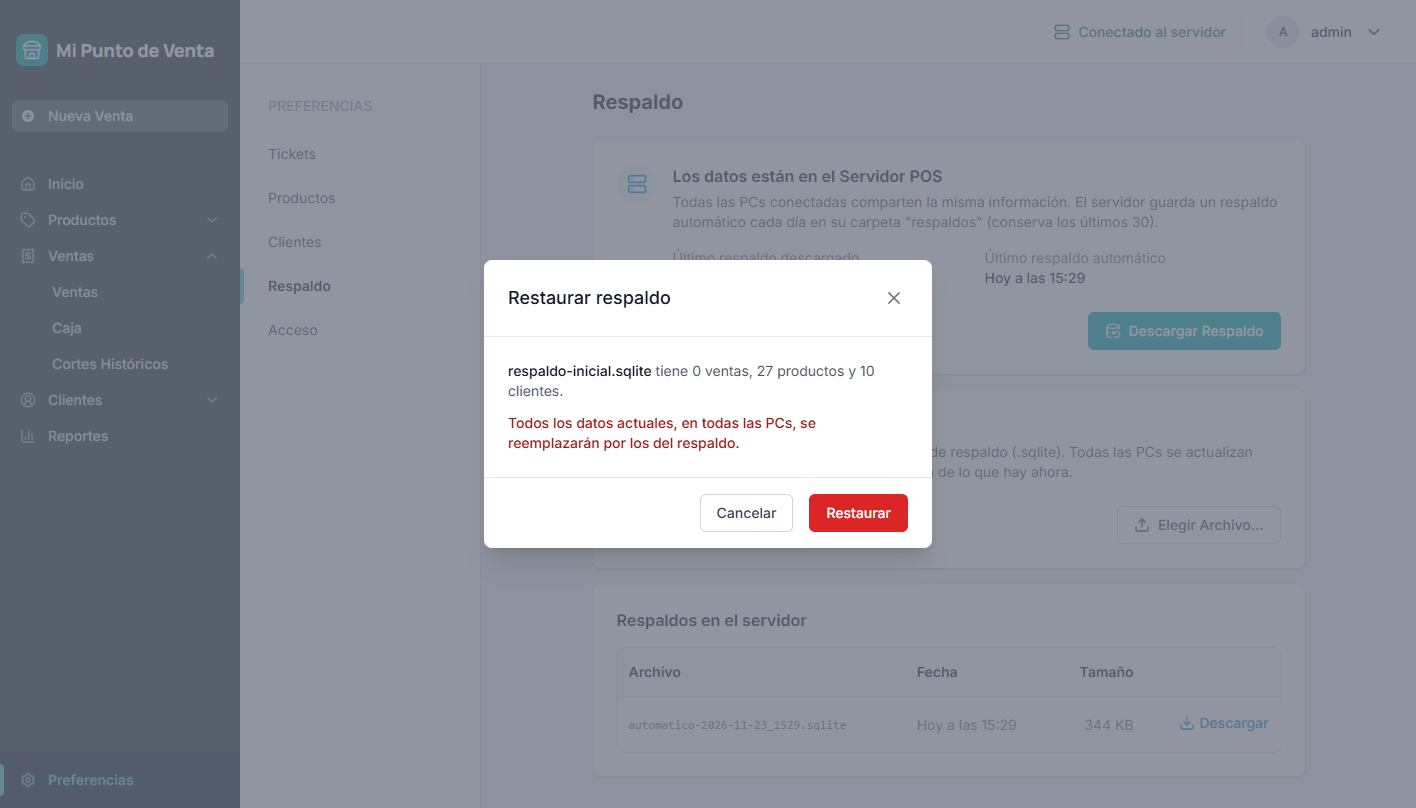 Mi Punto de Venta
Nueva Venta
Inicio
Productos
Ventas
Ventas
Caja
Cortes Históricos
Clientes
Reportes
Preferencias
Conectado al servidor
A
admin
PREFERENCIAS
Tickets
Productos
Clientes
Respaldo
Acceso
Respaldo
Los datos están en el Servidor POS
Todas las PCs conectadas comparten la misma información. El servidor guarda un respaldo
automático cada día en su carpeta "respaldos" (conserva los últimos 30).
Último respaldo descargado
Último respaldo automático
Hoy a las 15:29
Descargar Respaldo
Restaurar respaldo
respaldo-inicial.sqlite tiene 0 ventas, 27 productos y 10
clientes.
Todos los datos actuales, en todas las PCs, se
reemplazarán por los del respaldo.
Cancelar
Restaurar
de respaldo (.sqlite). Todas las PCs se actualizan
de lo que hay ahora.
Elegir Archivo...
Respaldos en el servidor
Archivo
Fecha
Tamaño
automatico-2026-11-23_1529.sqlite
Hoy a las 15:29
344 KB
Descargar